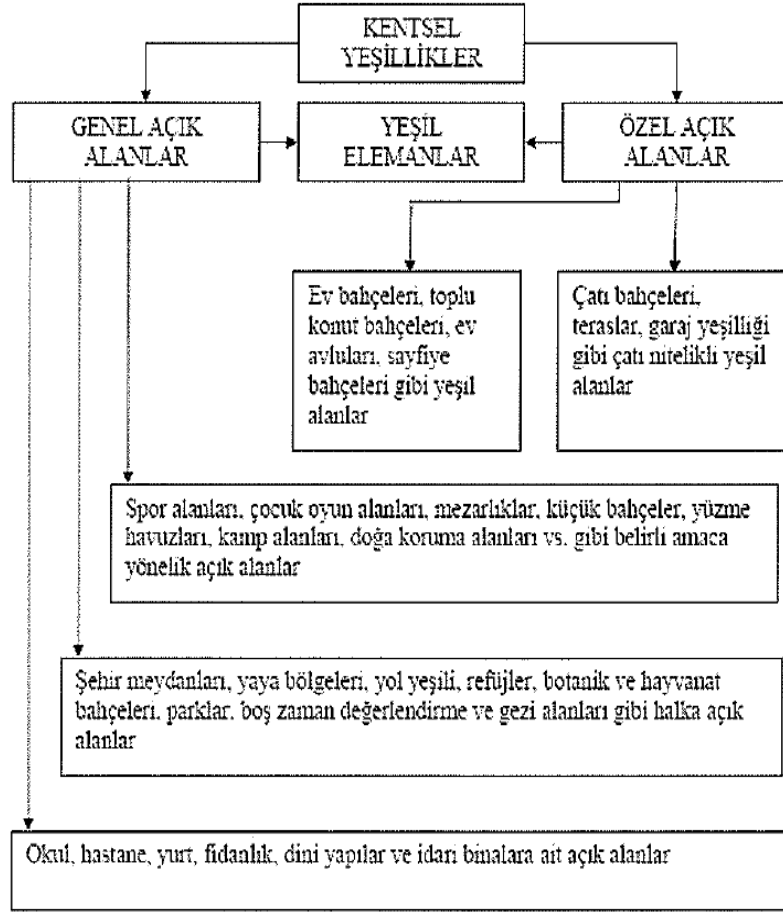 KENTSEL
YEŞİLLİKLER
GENEL AÇIK
ALANLAR
YEŞİL
ELEMANLAR
ÖZEL AÇIK
ALANLAR
Ev bahçeleri, toplu
konut bahçeleri, ev
avluları, sayfiye
bahçeleri gibi yeşil
alanlar
Çatı bahçeleri,
teraslar, garaj yeşilliği
gibi çatı nitelikli yeşil
alanlar
Spor alanları, çocuk oyun alanları, mezarlıklar, küçük bahçeler, yüzme
havuzları, kamp alanları, doğa koruma alanları vs. gibi belirli amaca
yönelik açık alanlar
Şehir meydanları, yaya bölgeleri, yol yeşili, refüjler, botanik ve hayvanat
bahçeleri, parklar, boş zaman değerlendirme ve gezi alanları gibi halka açık
alanlar
Okul, hastane, yurt, fidanlık, dini yapılar ve idari binalara ait açık alanlar